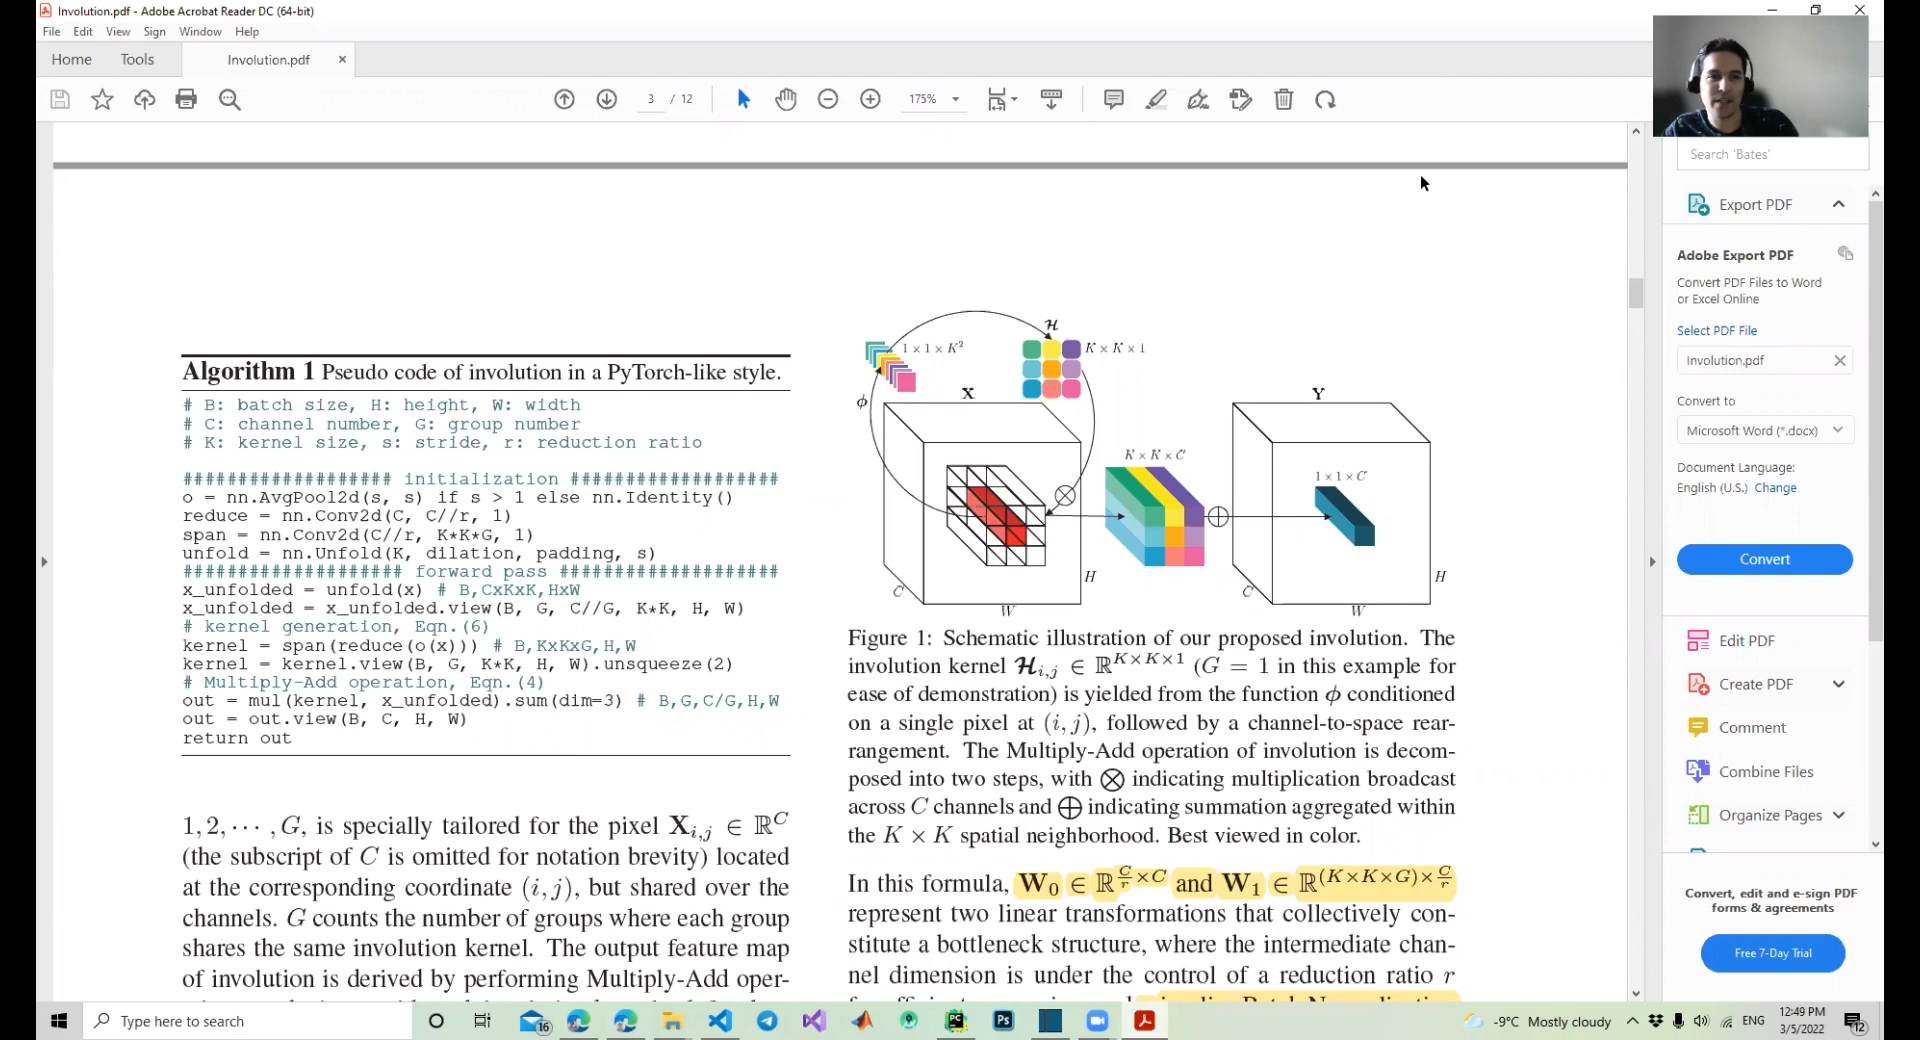 Involution.pdf - Adobe Acrobat Reader DC (64-bit)
File Edit View Sign Window Help
Home Tools Involution.pdf ×
3 / 12 175%
Search 'Bates'
Export PDF
Adobe Export PDF
Convert PDF Files to Word
or Excel Online
Select PDF File
Involution.pdf
Convert to
Microsoft Word (*.docx)
Document Language:
English (U.S.) Change
Convert
Edit PDF
Create PDF
Comment
Combine Files
Organize Pages
Convert, edit and e-sign PDF
forms & agreements
Free 7-Day Trial
Algorithm 1 Pseudo code of involution in a PyTorch-like style.
# B: batch size, H: height, W: width
# C: channel number, G: group number
# K: kernel size, s: stride, r: reduction ratio
################### initialization ###################
o = nn.AvgPool2d(s, s) if s > 1 else nn.Identity()
reduce = nn.Conv2d(C, C//r, 1)
span = nn.Conv2d(C//r, K*K*G, 1)
unfold = nn.Unfold(K, dilation, padding, s)
#################### forward pass ####################
x_unfolded = unfold(x) # B,CxKxK,HxW
x_unfolded = x_unfolded.view(B, G, C//G, K*K, H, W)
# kernel generation, Eqn.(6)
kernel = span(reduce(o(x))) # B,KxKxG,H,W
kernel = kernel.view(B, G, K*K, H, W).unsqueeze(2)
# Multiply-Add operation, Eqn.(4)
out = mul(kernel, x_unfolded).sum(dim=3) # B,G,C/G,H,W
out = out.view(B, C, H, W)
return out
1, 2, ⋯ , G, is specially tailored for the pixel X_{i,j} ∈ ℝ^C
(the subscript of C is omitted for notation brevity) located
at the corresponding coordinate (i, j), but shared over the
channels. G counts the number of groups where each group
shares the same involution kernel. The output feature map
of involution is derived by performing Multiply-Add oper-
𝓗
1 × 1 × K²
K × K × 1
ϕ
X
Y
K × K × C
1 × 1 × C
H
H
C
C
W
W
Figure 1: Schematic illustration of our proposed involution. The
involution kernel 𝓗_{i,j} ∈ ℝ^{K×K×1} (G = 1 in this example for
ease of demonstration) is yielded from the function ϕ conditioned
on a single pixel at (i, j), followed by a channel-to-space rear-
rangement. The Multiply-Add operation of involution is decom-
posed into two steps, with ⊗ indicating multiplication broadcast
across C channels and ⊕ indicating summation aggregated within
the K × K spatial neighborhood. Best viewed in color.
In this formula, W₀ ∈ ℝ^{C/r × C} and W₁ ∈ ℝ^{(K×K×G)×C/r}
represent two linear transformations that collectively con-
stitute a bottleneck structure, where the intermediate chan-
nel dimension is under the control of a reduction ratio r
Type here to search
16
PC
Ps
-9°C Mostly cloudy
ENG
12:49 PM
3/5/2022
12